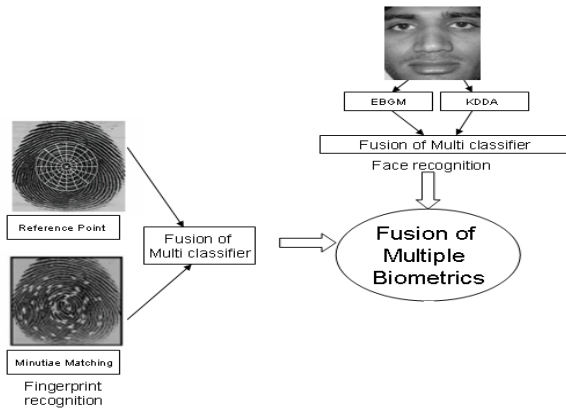 EBGM
KDDA
Fusion of Multi classifier
Face recognition
Reference Point
Fusion of
Multi classifier
Fusion of
Multiple
Biometrics
Minutiae Matching
Fingerprint
recognition